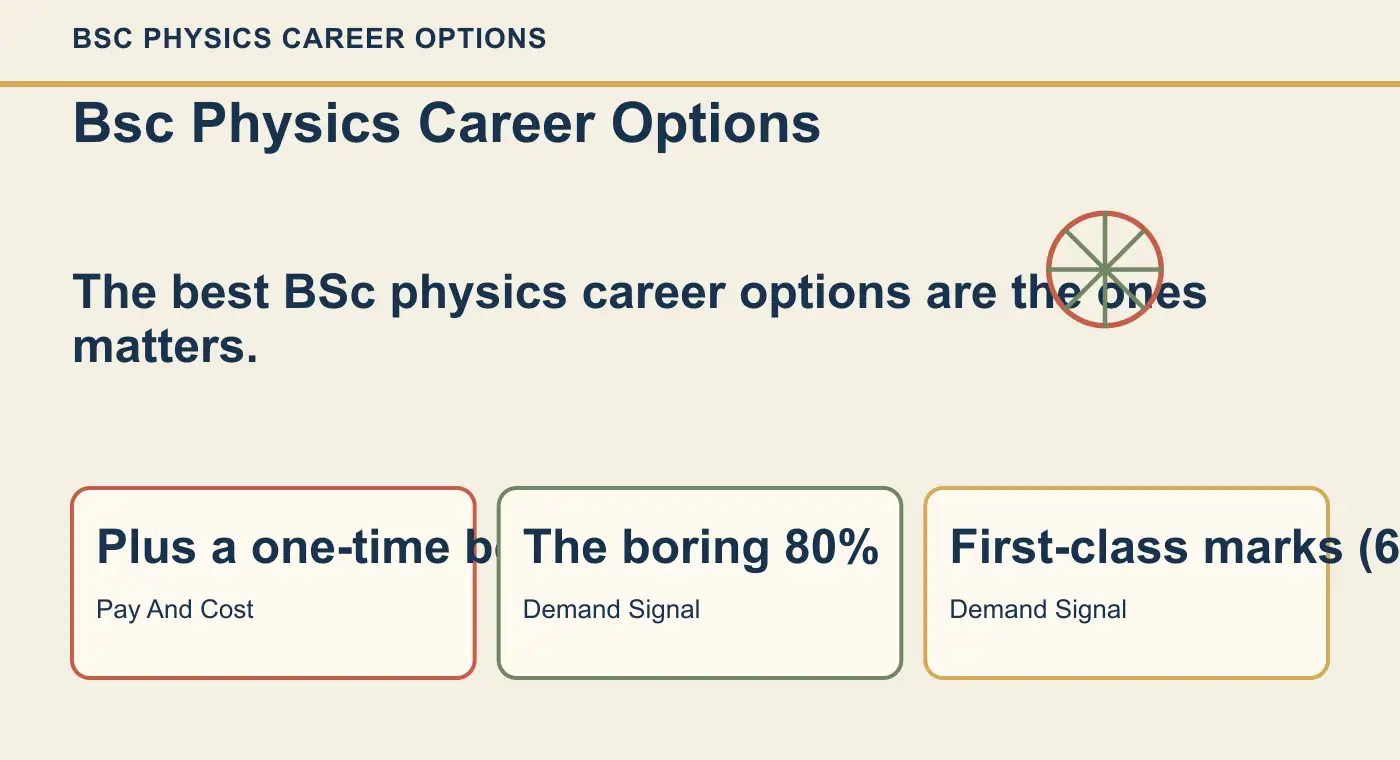 BSC PHYSICS CAREER OPTIONS
Bsc Physics Career Options
The best BSc physics career options are the ones
matters.
Plus a one-time
The boring 80%
First-class marks (6
Pay And Cost
Demand Signal
Demand Signal